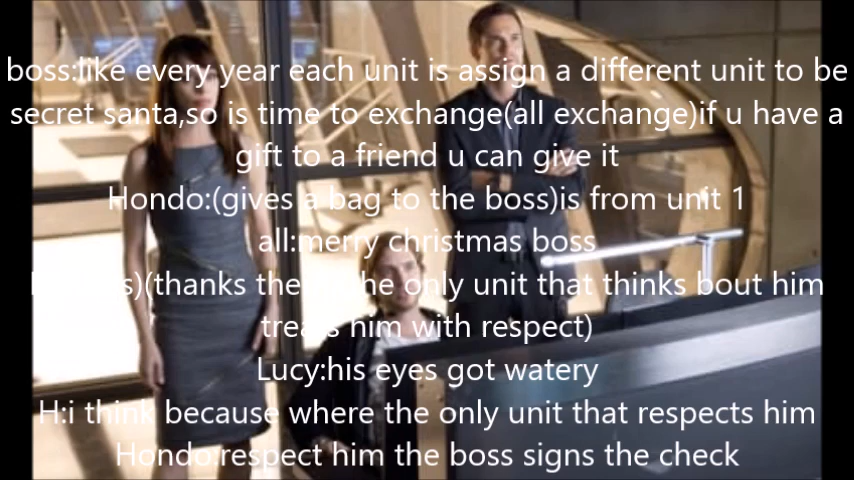 boss:like every year each unit is assign a different unit to be
secret santa,so is time to exchange(all exchange)if u have a
gift to a friend u can give it
Hondo:(gives a bag to the boss)is from unit 1
all:merry christmas boss
(thanks the only unit that thinks bout him
treats him with respect)
Lucy:his eyes got watery
H:i think because where the only unit that respects him
Hondo:respect him the boss signs the check